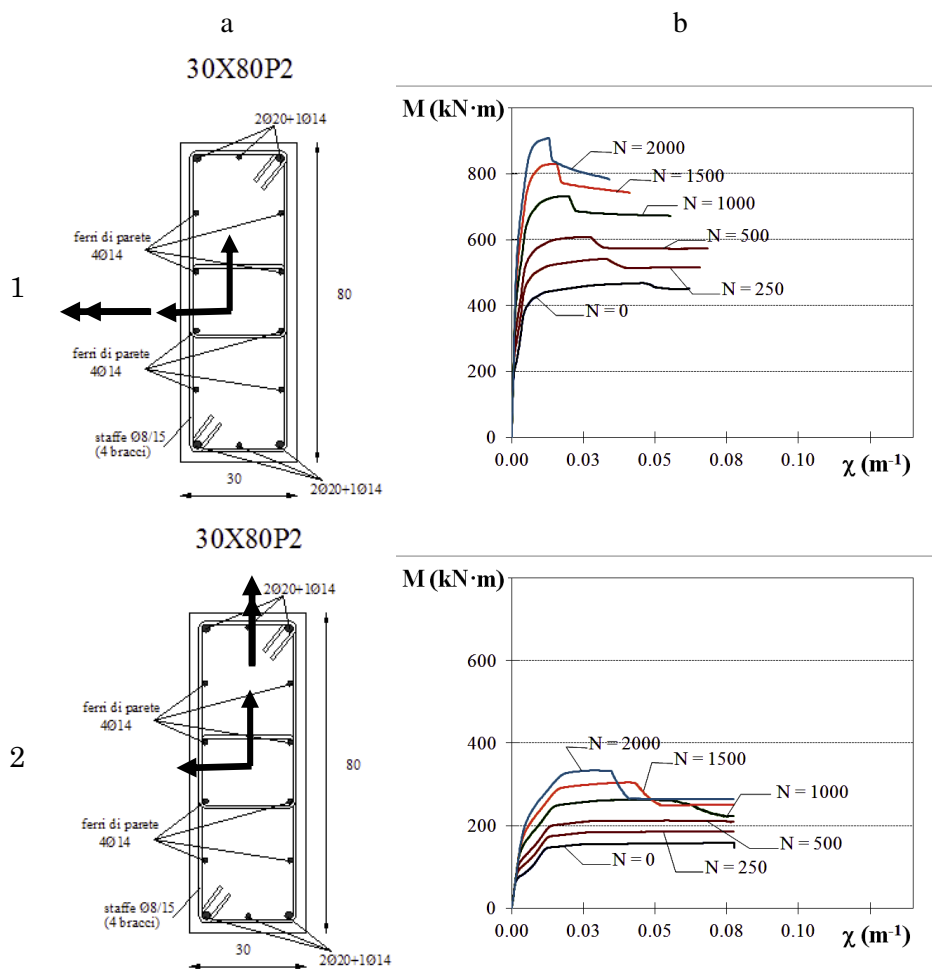 a
b
30X80P2
2Ø20+1Ø14
ferri di parete
4Ø14
1
80
ferri di parete
4Ø14
staffe Ø8/15
(4 bracci)
30
2Ø20+1Ø14
M (kN·m)
800
600
400
200
0
N = 2000
N = 1500
N = 1000
N = 500
N = 250
N = 0
0.00
0.03
0.05
0.08
0.10
χ (m⁻¹)
30X80P2
2Ø20+1Ø14
ferri di parete
4Ø14
2
80
ferri di parete
4Ø14
staffe Ø8/15
(4 bracci)
30
2Ø20+1Ø14
M (kN·m)
600
400
200
0
N = 2000
N = 1500
N = 1000
N = 500
N = 250
N = 0
0.00
0.03
0.05
0.08
0.10
χ (m⁻¹)